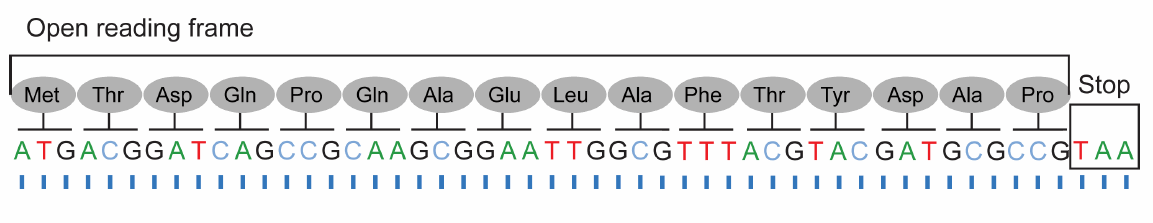 Open reading frame
Stop
Met Thr Asp Gln Pro Gln Ala Glu Leu Ala Phe Thr Tyr Asp Ala Pro
ATGACGGATCAGCCGCAAGCGGAATTGGCGTTTACGTACGATGCGCCGTAA